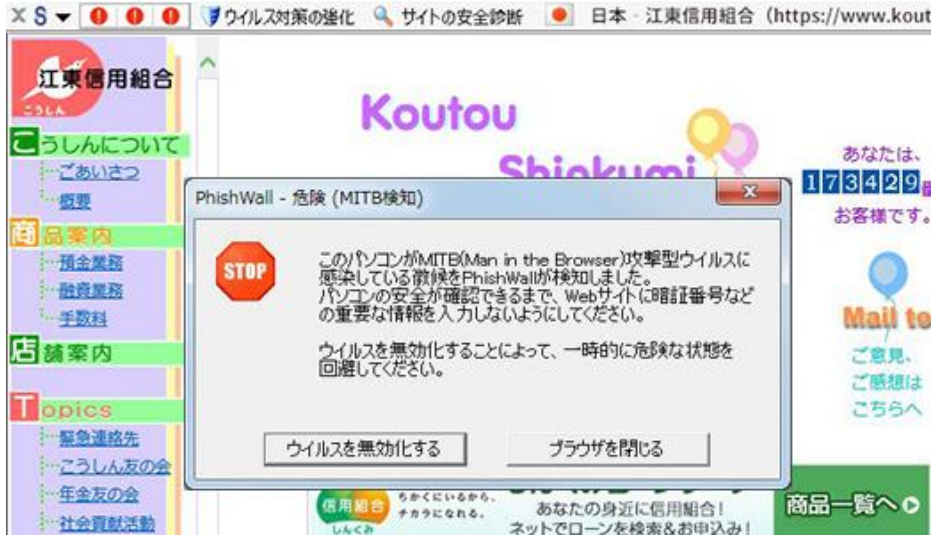 X S
ウイルス対策の強化 サイトの安全診断 日本 - 江東信用組合 (https://www.kout
江東信用組合
こうしん
こうしんについて
ごあいさつ
概要
商品案内
預金業務
融資業務
手数料
店舗案内
Topics
緊急連絡先
こうしん友の会
年金友の会
社会貢献活動
Koutou
Shinkumi
PhishWall - 危険 (MITB検知)
STOP
このパソコンがMITB(Man in the Browser)攻撃型ウイルスに
感染している徴候をPhishWallが検知しました。
パソコンの安全が確認できるまで、Webサイトに暗証番号など
の重要な情報を入力しないようにしてください。
ウイルスを無効化することによって、一時的に危険な状態を
回避してください。
ウイルスを無効化する
ブラウザを閉じる
あなたは、
173429
お客様です。
Mail to
ご意見、
ご感想は
こちらへ
信用組合
しんくみ
ちかくにいるから。
チカラになれる。
あなたの身近に信用組合!
ネットでローンを検索&お申込み!
商品一覧へ